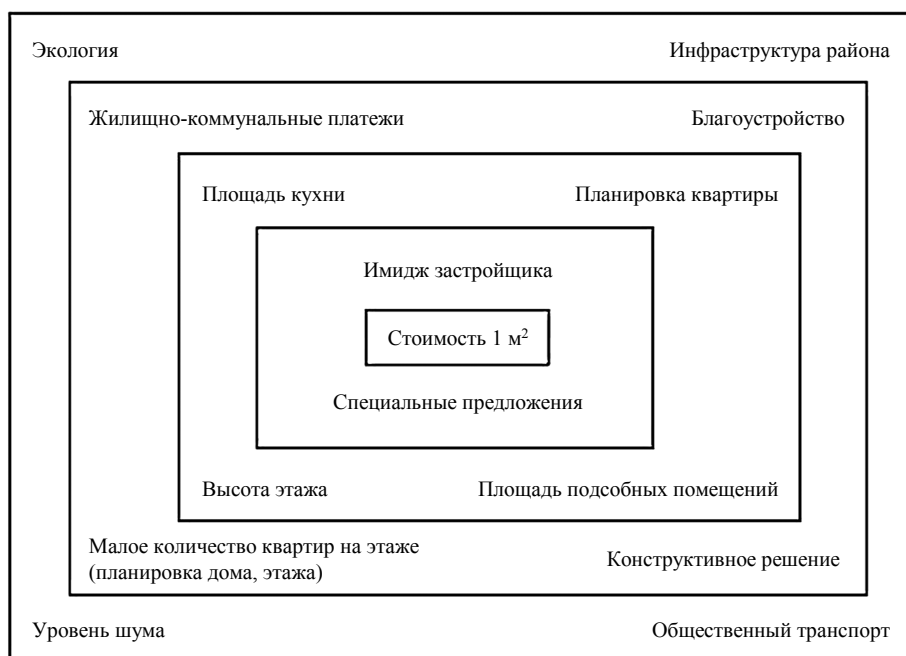 Экология
Инфраструктура района
Жилищно-коммунальные платежи
Благоустройство
Площадь кухни
Планировка квартиры
Имидж застройщика
Стоимость 1 м²
Специальные предложения
Высота этажа
Площадь подсобных помещений
Малое количество квартир на этаже
(планировка дома, этажа)
Конструктивное решение
Уровень шума
Общественный транспорт